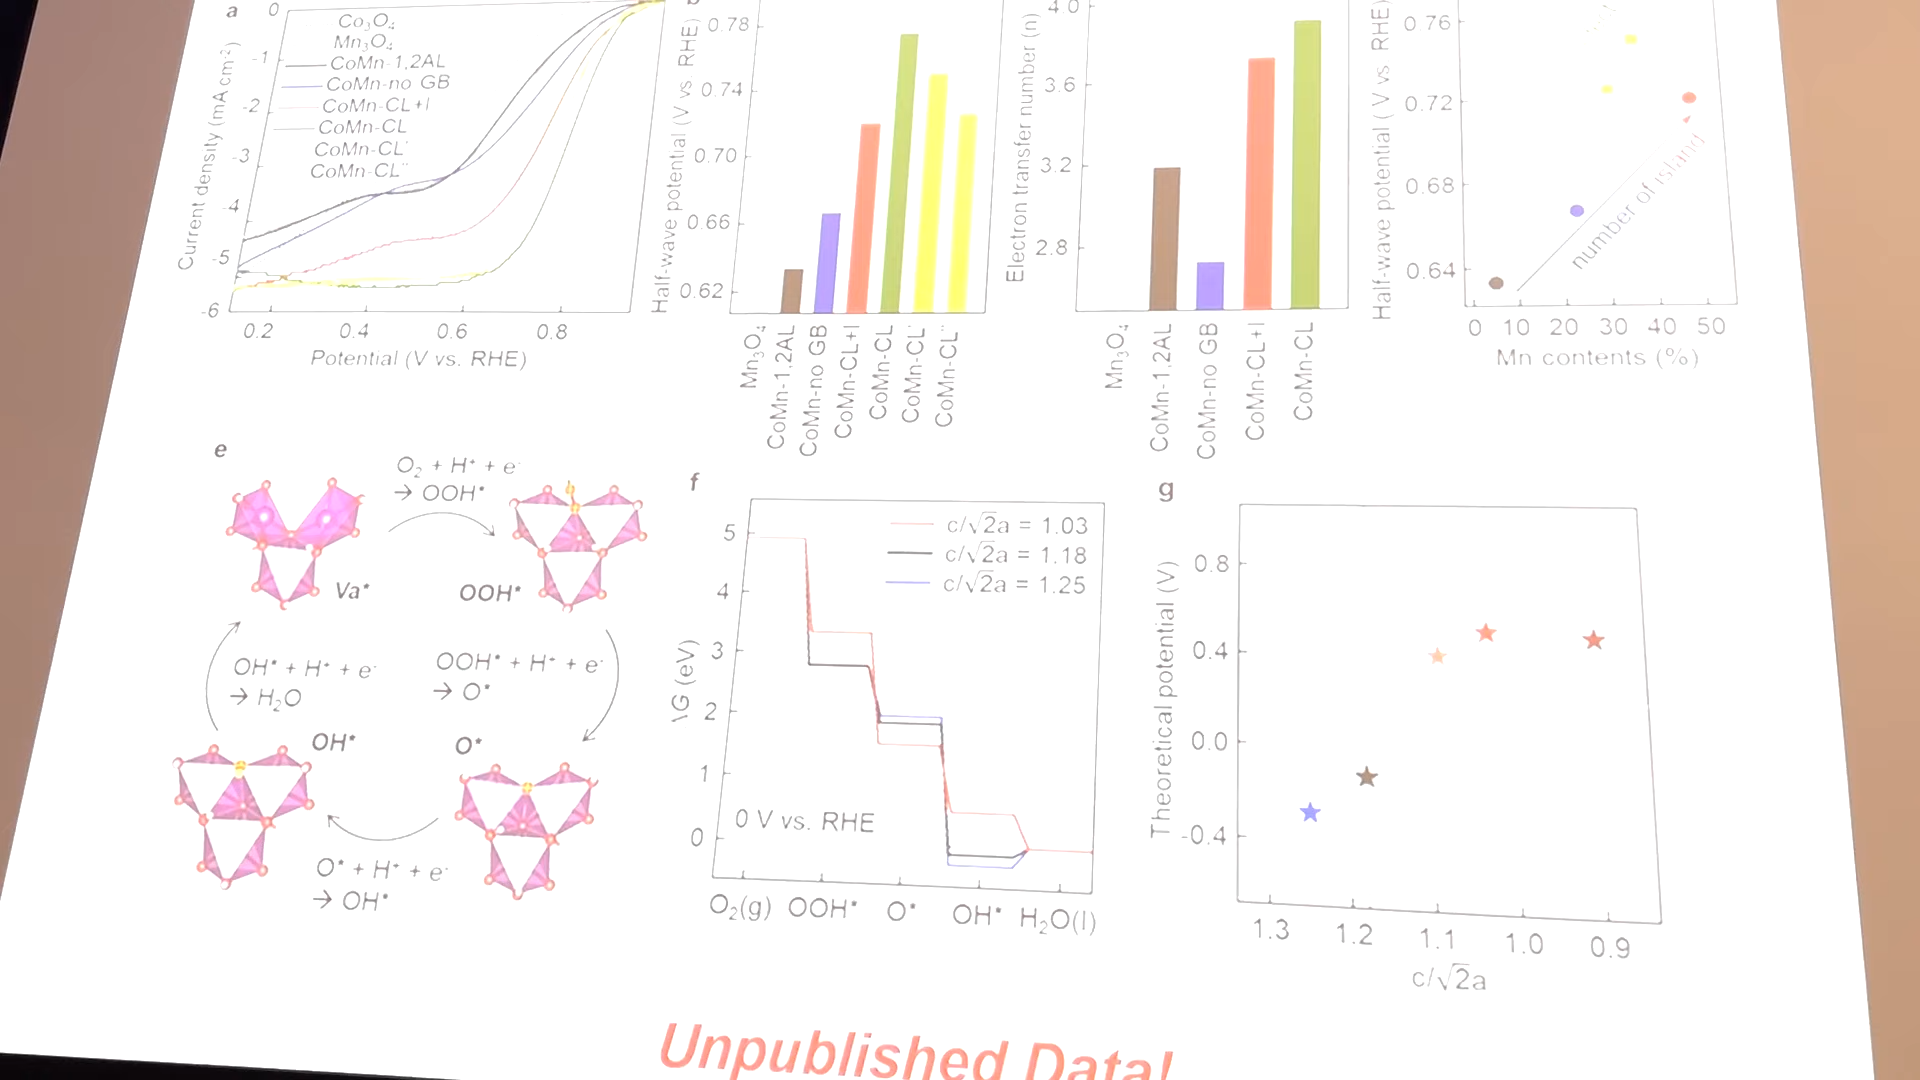 a
0
-1
-2
-3
-4
-5
-6
Current density (mA cm⁻²)
Co₃O₄
Mn₃O₄
CoMn-1,2AL
CoMn-no GB
CoMn-CL+I
CoMn-CL
CoMn-CL'
CoMn-CL''
0.2 0.4 0.6 0.8
Potential (V vs. RHE)
b
Half-wave potential (V vs RHE)
0.78
0.74
0.70
0.66
0.62
Mn₃O₄
CoMn-1,2AL
CoMn-no GB
CoMn-CL+I
CoMn-CL
CoMn-CL'
CoMn-CL''
Electron transfer number (n)
4.0
3.6
3.2
2.8
Mn₃O₄
CoMn-1,2AL
CoMn-no GB
CoMn-CL+I
CoMn-CL
Half-wave potential (V vs RHE)
0.76
0.72
0.68
0.64
number of island
0 10 20 30 40 50
Mn contents (%)
e
O₂ + H⁺ + e⁻
→ OOH*
Va*
OOH*
OH* + H⁺ + e⁻
→ H₂O
OOH* + H⁺ + e⁻
→ O*
OH*
O*
O* + H⁺ + e⁻
→ OH*
f
c/√2a = 1.03
c/√2a = 1.18
c/√2a = 1.25
5
4
3
2
1
0
ΔG (eV)
0 V vs. RHE
O₂(g) OOH* O* OH* H₂O(l)
g
Theoretical potential (V)
0.8
0.4
0.0
-0.4
1.3 1.2 1.1 1.0 0.9
c/√2a
Unpublished Data!